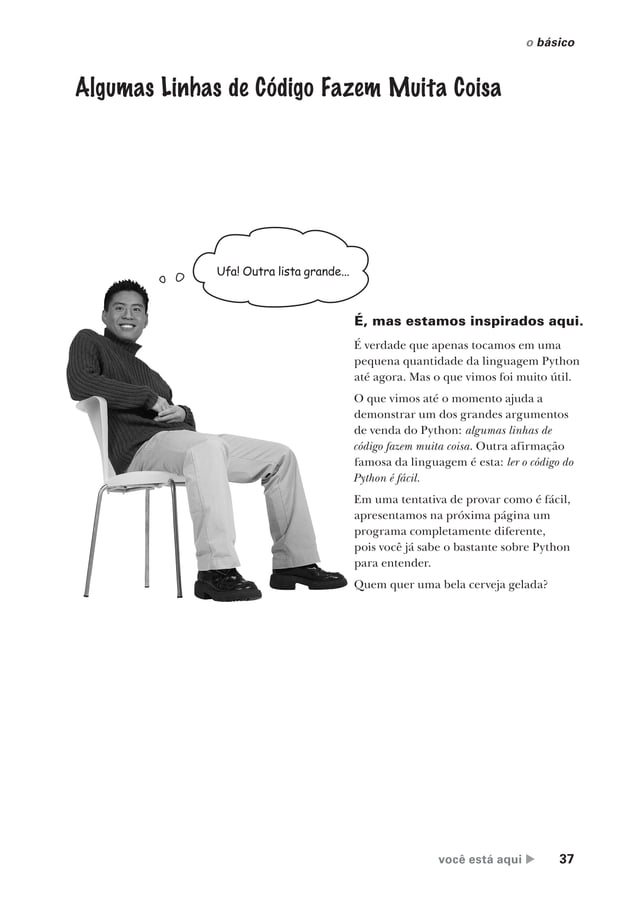 o básico
Algumas Linhas de Código Fazem Muita Coisa
Ufa! Outra lista grande...
É, mas estamos inspirados aqui.
É verdade que apenas tocamos em uma
pequena quantidade da linguagem Python
até agora. Mas o que vimos foi muito útil.
O que vimos até o momento ajuda a
demonstrar um dos grandes argumentos
de venda do Python: algumas linhas de
código fazem muita coisa. Outra afirmação
famosa da linguagem é esta: ler o código do
Python é fácil.
Em uma tentativa de provar como é fácil,
apresentamos na próxima página um
programa completamente diferente,
pois você já sabe o bastante sobre Python
para entender.
Quem quer uma bela cerveja gelada?
você está aqui ▶ 37